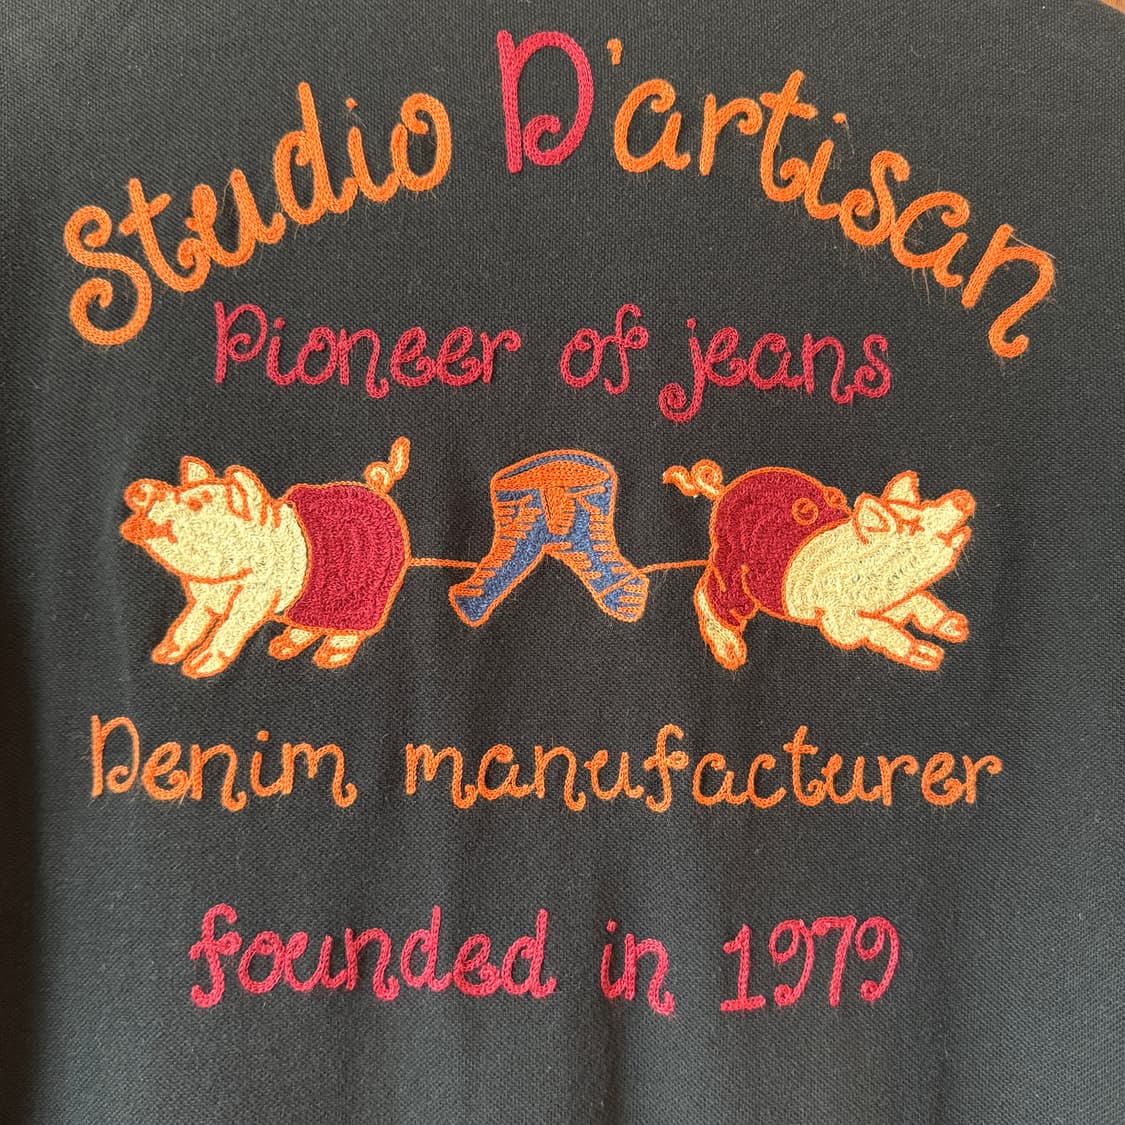 Studio D'artisan
Pioneer of jeans
Denim manufacturer
founded in 1979